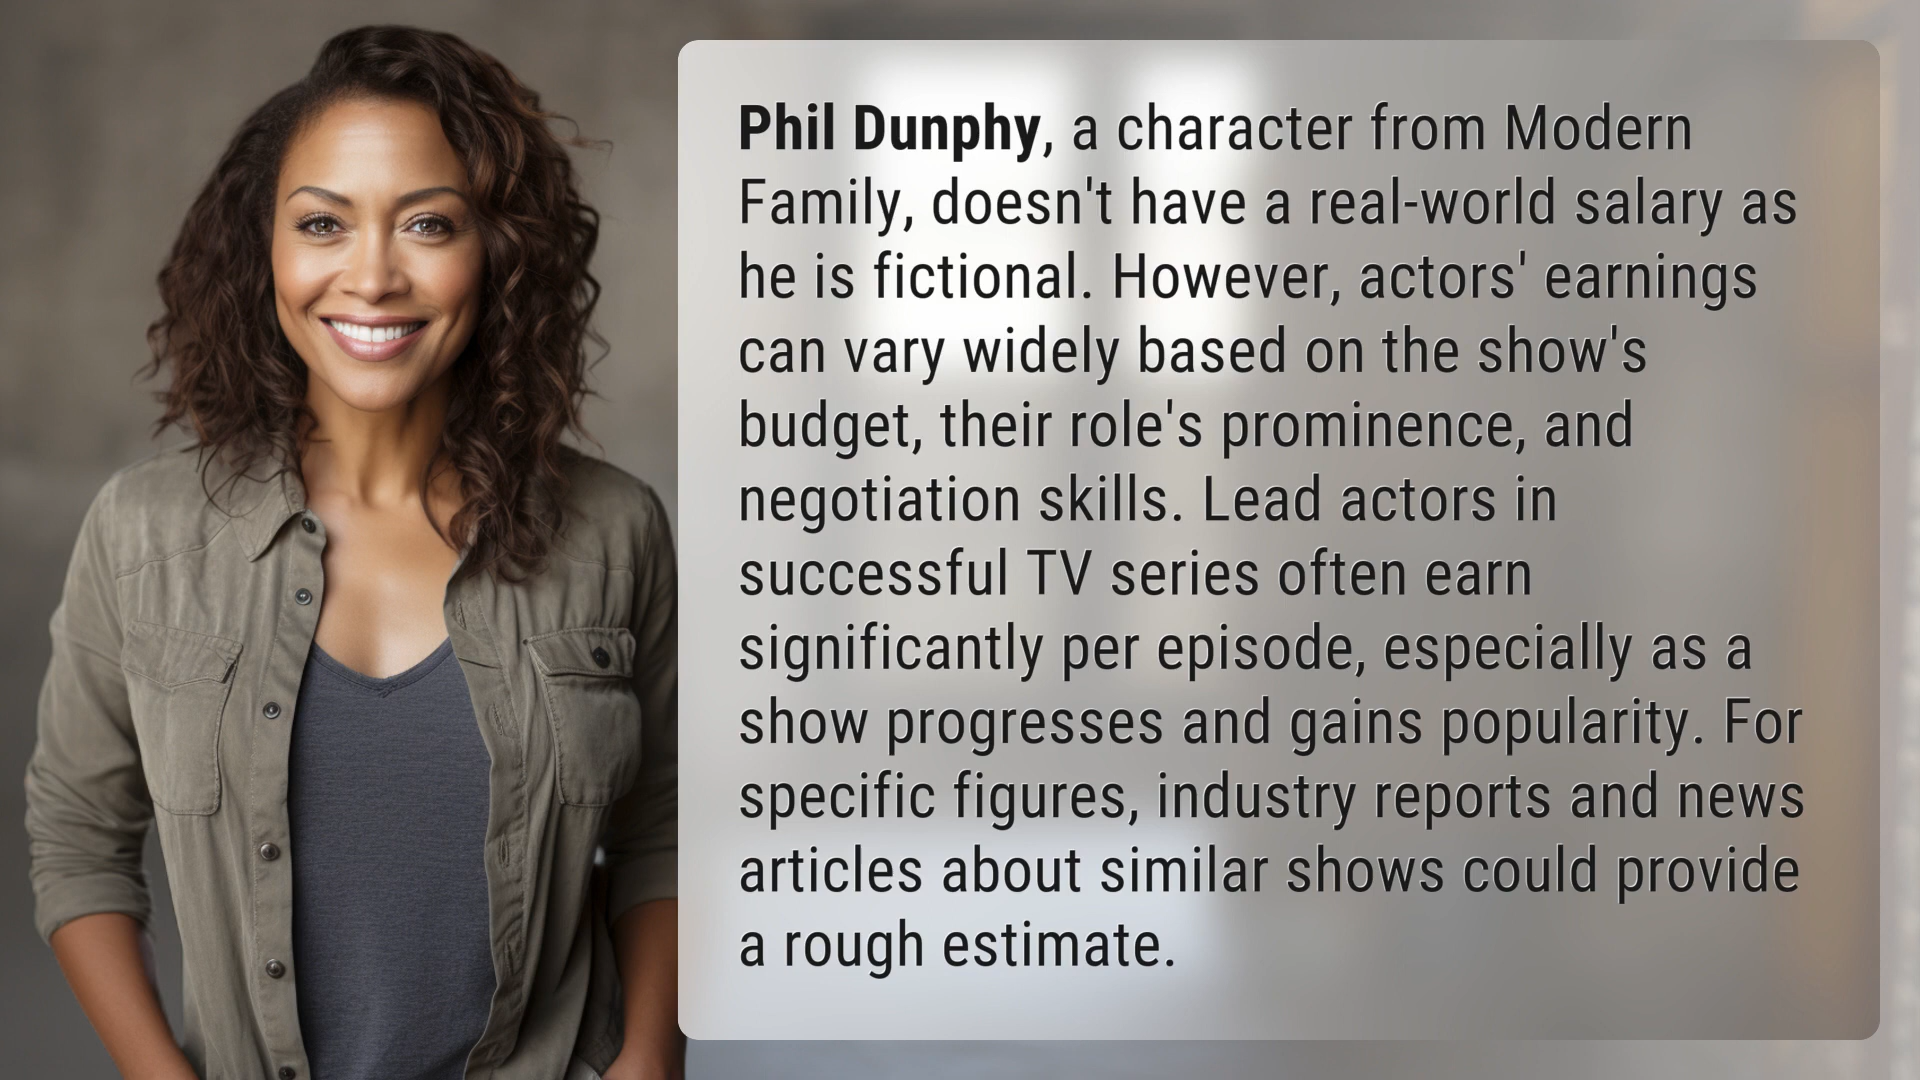 Phil Dunphy, a character from Modern
Family, doesn't have a real-world salary as
he is fictional. However, actors' earnings
can vary widely based on the show's
budget, their role's prominence, and
negotiation skills. Lead actors in
successful TV series often earn
significantly per episode, especially as a
show progresses and gains popularity. For
specific figures, industry reports and news
articles about similar shows could provide
a rough estimate.